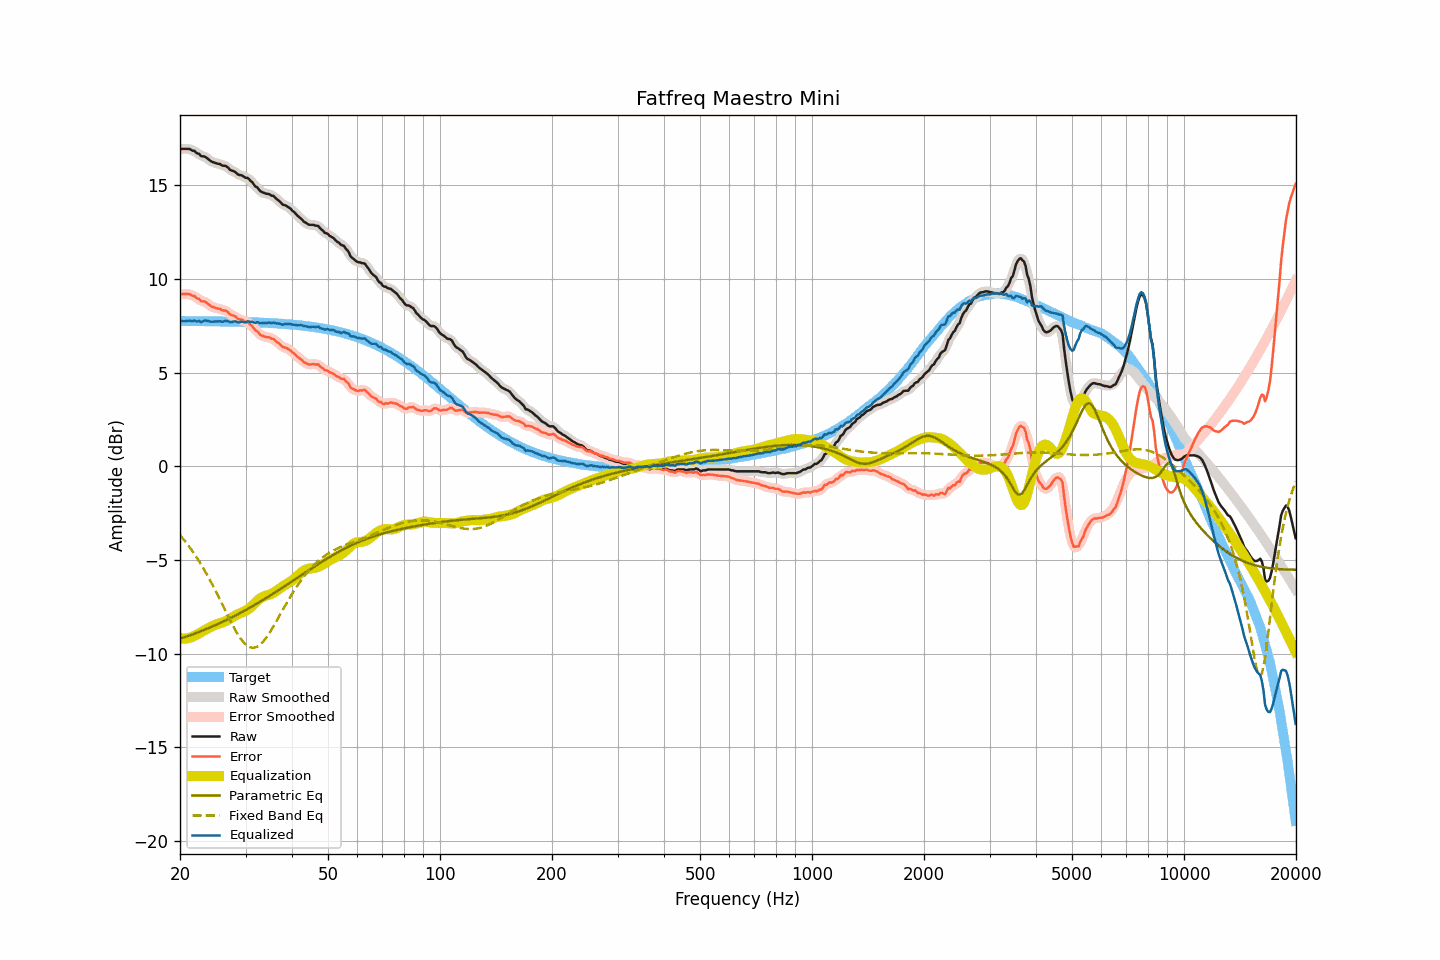 Fatfreq Maestro Mini
Amplitude (dBr)
15
10
5
0
−5
−10
−15
−20
Target
Raw Smoothed
Error Smoothed
Raw
Error
Equalization
Parametric Eq
Fixed Band Eq
Equalized
20 50 100 200 500 1000 2000 5000 10000 20000
Frequency (Hz)